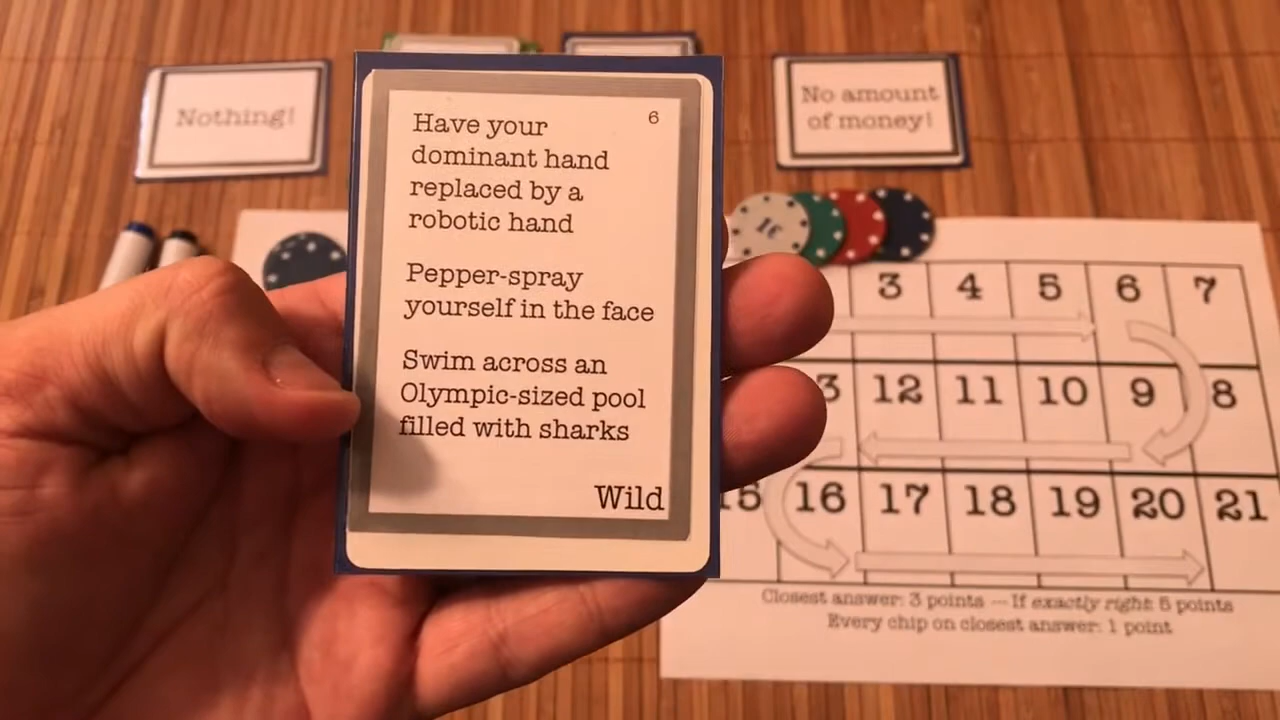 Nothing!
No amount
of money!
6
Have your
dominant hand
replaced by a
robotic hand
Pepper-spray
yourself in the face
Swim across an
Olympic-sized pool
filled with sharks
Wild
3 4 5 6 7
12 11 10 9 8
16 17 18 19 20 21
Closest answer: 3 points — If exactly right: 5 points
Every chip on closest answer: 1 point